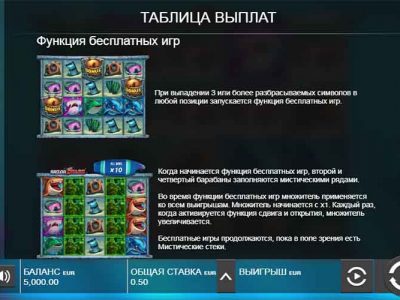 ТАБЛИЦА ВЫПЛАТ
Функция бесплатных игр
BONUS
При выпадении 3 или более разбрасываемых символов в
любой позиции запускается функция бесплатных игр.
RAZOR SHARK
x10
Когда начинается функция бесплатных игр, второй и
четвертый барабаны заполняются мистическими рядами.
Во время функции бесплатных игр множитель применяется
ко всем выигрышам. Множитель начинается с x1. Каждый раз,
когда активируется функция сдвига и открытия, множитель
увеличивается.
Бесплатные игры продолжаются, пока в поле зрения есть
Мистические стеки.
БАЛАНС EUR
5,000.00
ОБЩАЯ СТАВКА EUR
0.50
ВЫИГРЫШ EUR